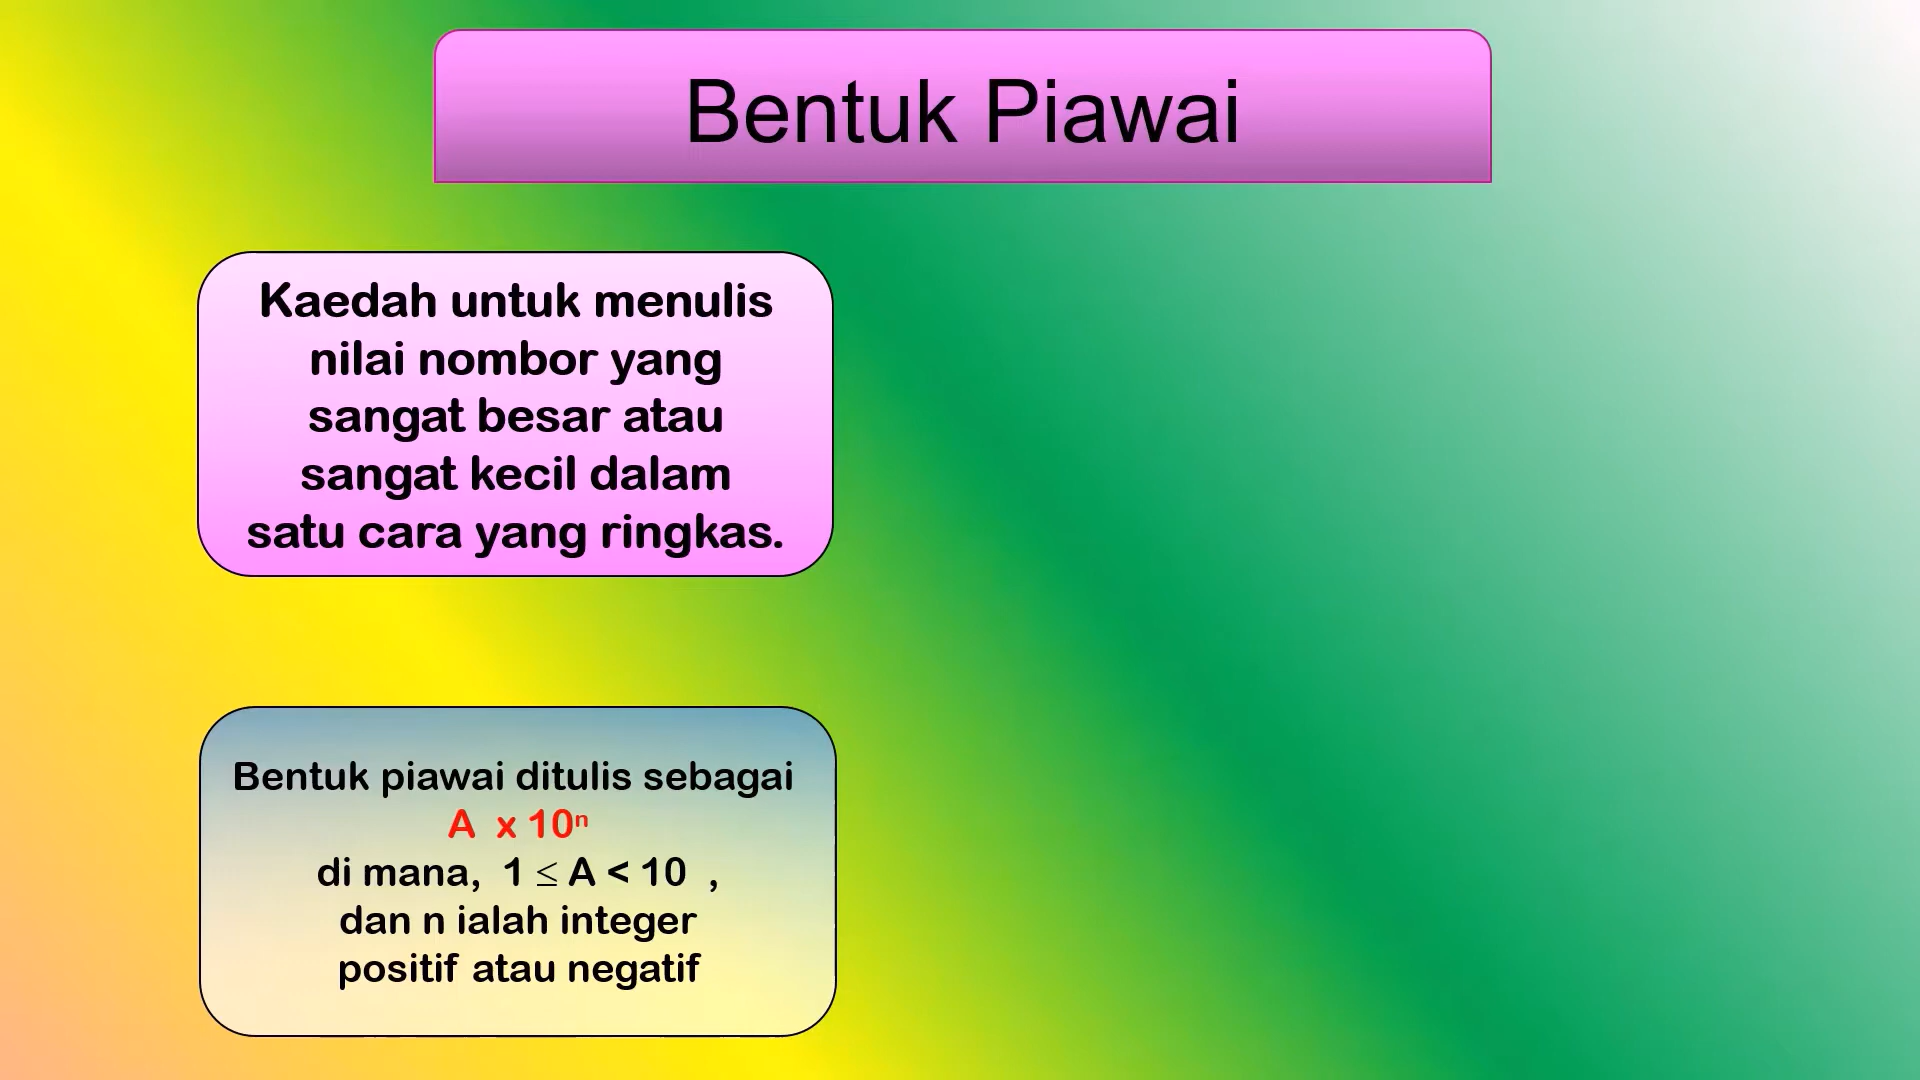 Bentuk Piawai
Kaedah untuk menulis
nilai nombor yang
sangat besar atau
sangat kecil dalam
satu cara yang ringkas.
Bentuk piawai ditulis sebagai
A x 10ⁿ
di mana, 1 ≤ A < 10 ,
dan n ialah integer
positif atau negatif